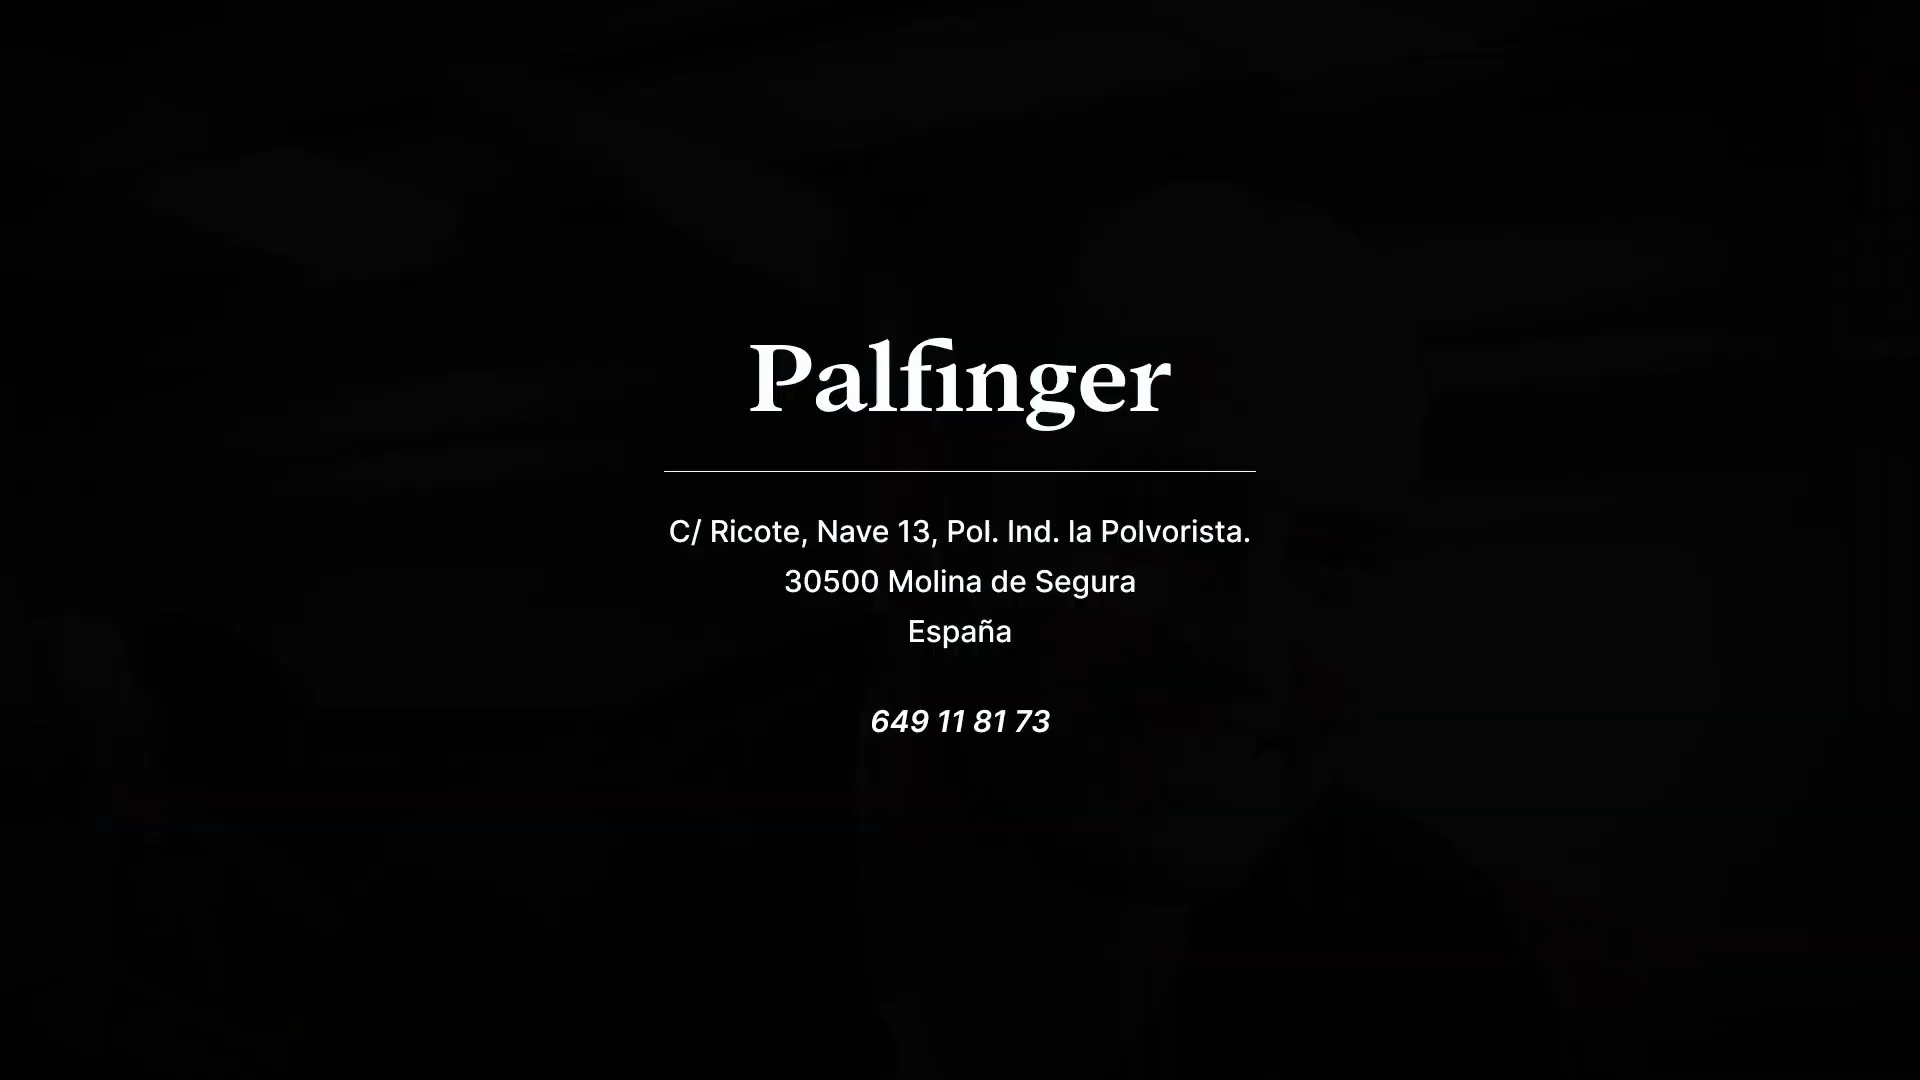 Palfinger
C/ Ricote, Nave 13, Pol. Ind. la Polvorista.
30500 Molina de Segura
España
649 11 81 73